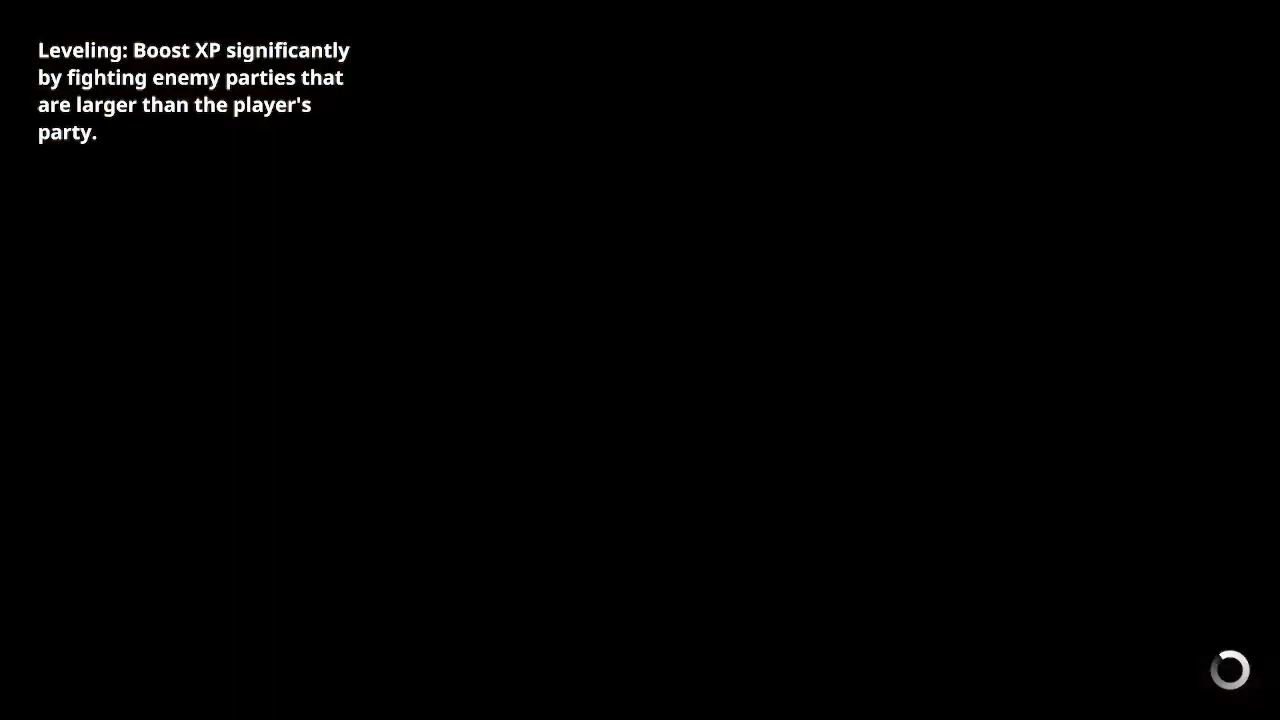 Leveling: Boost XP significantly
by fighting enemy parties that
are larger than the player's
party.